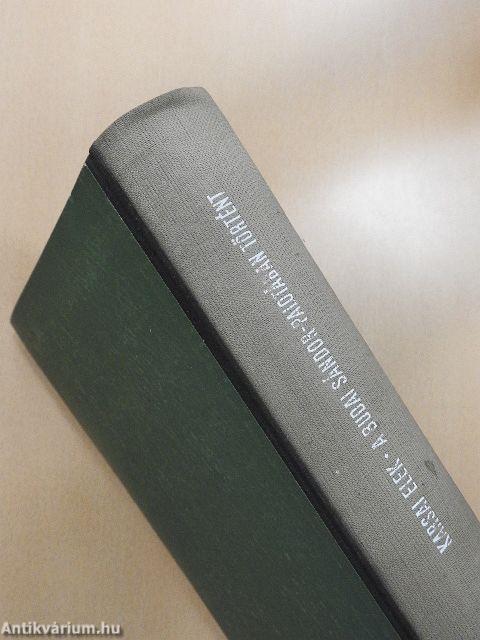 KARSAI ELEK • A BUDAI SÁNDOR-PALOTÁBAN TÖRTÉNT
Antikvárium.hu